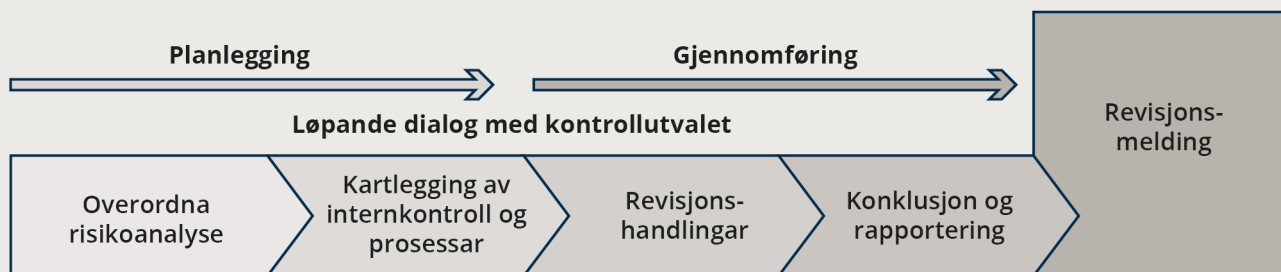 Planlegging
Gjennomføring
Løpande dialog med kontrollutvalet
Overordna
risikoanalyse
Kartlegging av
internkontroll og
prosessar
Revisjons-
handlingar
Konklusjon og
rapportering
Revisjons-
melding